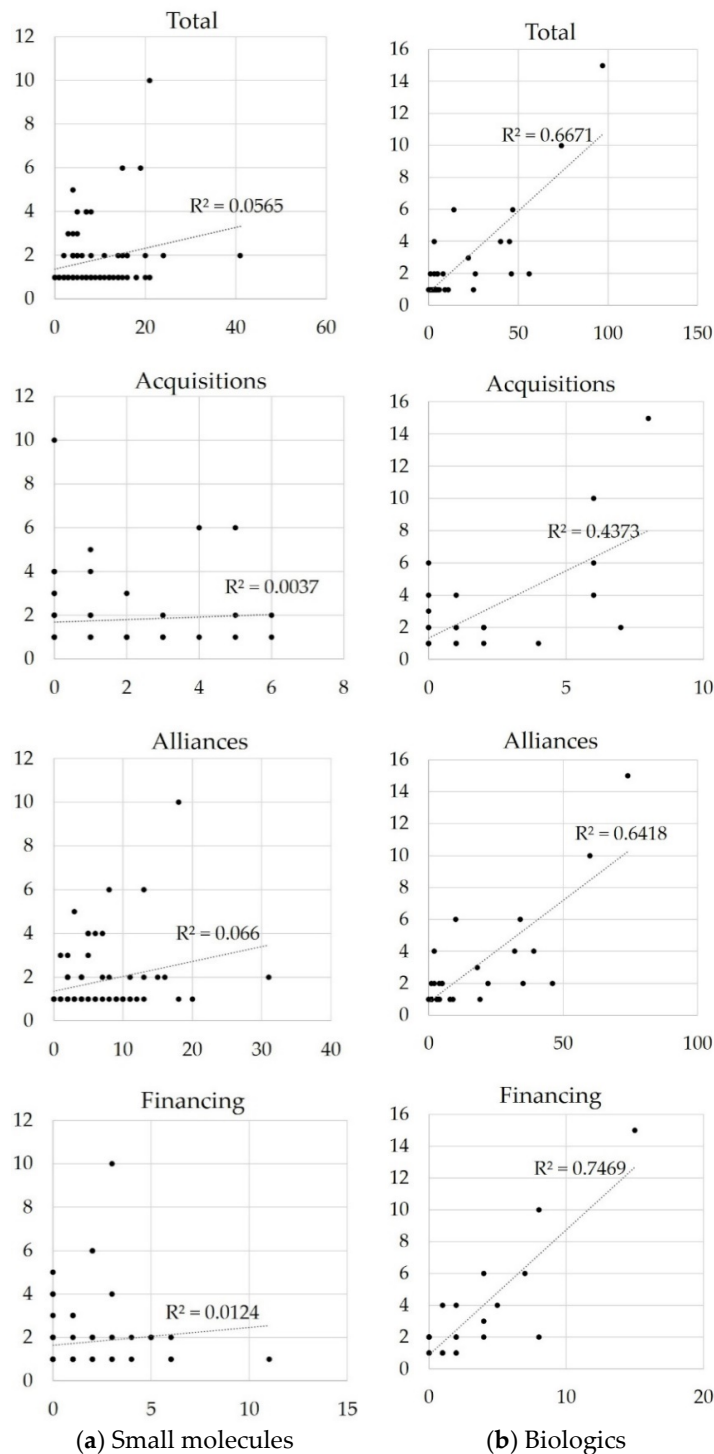 Total
12
10
8
6
4
2
0
R² = 0.0565
0 20 40 60
Total
16
14
12
10
8
6
4
2
0
R² = 0.6671
0 50 100 150
Acquisitions
12
10
8
6
4
2
0
R² = 0.0037
0 2 4 6 8
Acquisitions
16
14
12
10
8
6
4
2
0
R² = 0.4373
0 5 10
Alliances
12
10
8
6
4
2
0
R² = 0.066
0 10 20 30 40
Alliances
16
14
12
10
8
6
4
2
0
R² = 0.6418
0 50 100
Financing
12
10
8
6
4
2
0
R² = 0.0124
0 5 10 15
Financing
16
14
12
10
8
6
4
2
0
R² = 0.7469
0 10 20
(a) Small molecules
(b) Biologics